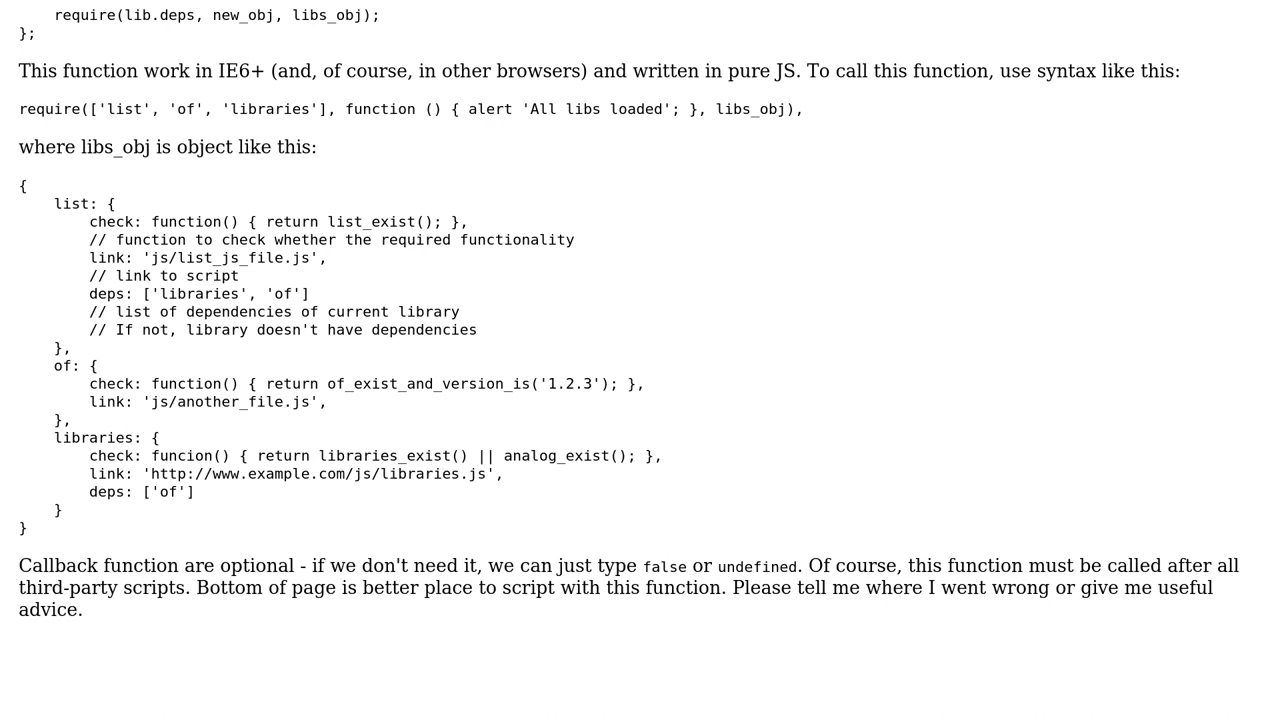 require(lib.deps, new_obj, libs_obj);
};
This function work in IE6+ (and, of course, in other browsers) and written in pure JS. To call this function, use syntax like this:
require(['list', 'of', 'libraries'], function () { alert 'All libs loaded'; }, libs_obj),
where libs_obj is object like this:
{
    list: {
        check: function() { return list_exist(); },
        // function to check whether the required functionality
        link: 'js/list_js_file.js',
        // link to script
        deps: ['libraries', 'of']
        // list of dependencies of current library
        // If not, library doesn't have dependencies
    },
    of: {
        check: function() { return of_exist_and_version_is('1.2.3'); },
        link: 'js/another_file.js',
    },
    libraries: {
        check: funcion() { return libraries_exist() || analog_exist(); },
        link: 'http://www.example.com/js/libraries.js',
        deps: ['of']
    }
}
Callback function are optional - if we don't need it, we can just type false or undefined. Of course, this function must be called after all
third-party scripts. Bottom of page is better place to script with this function. Please tell me where I went wrong or give me useful
advice.